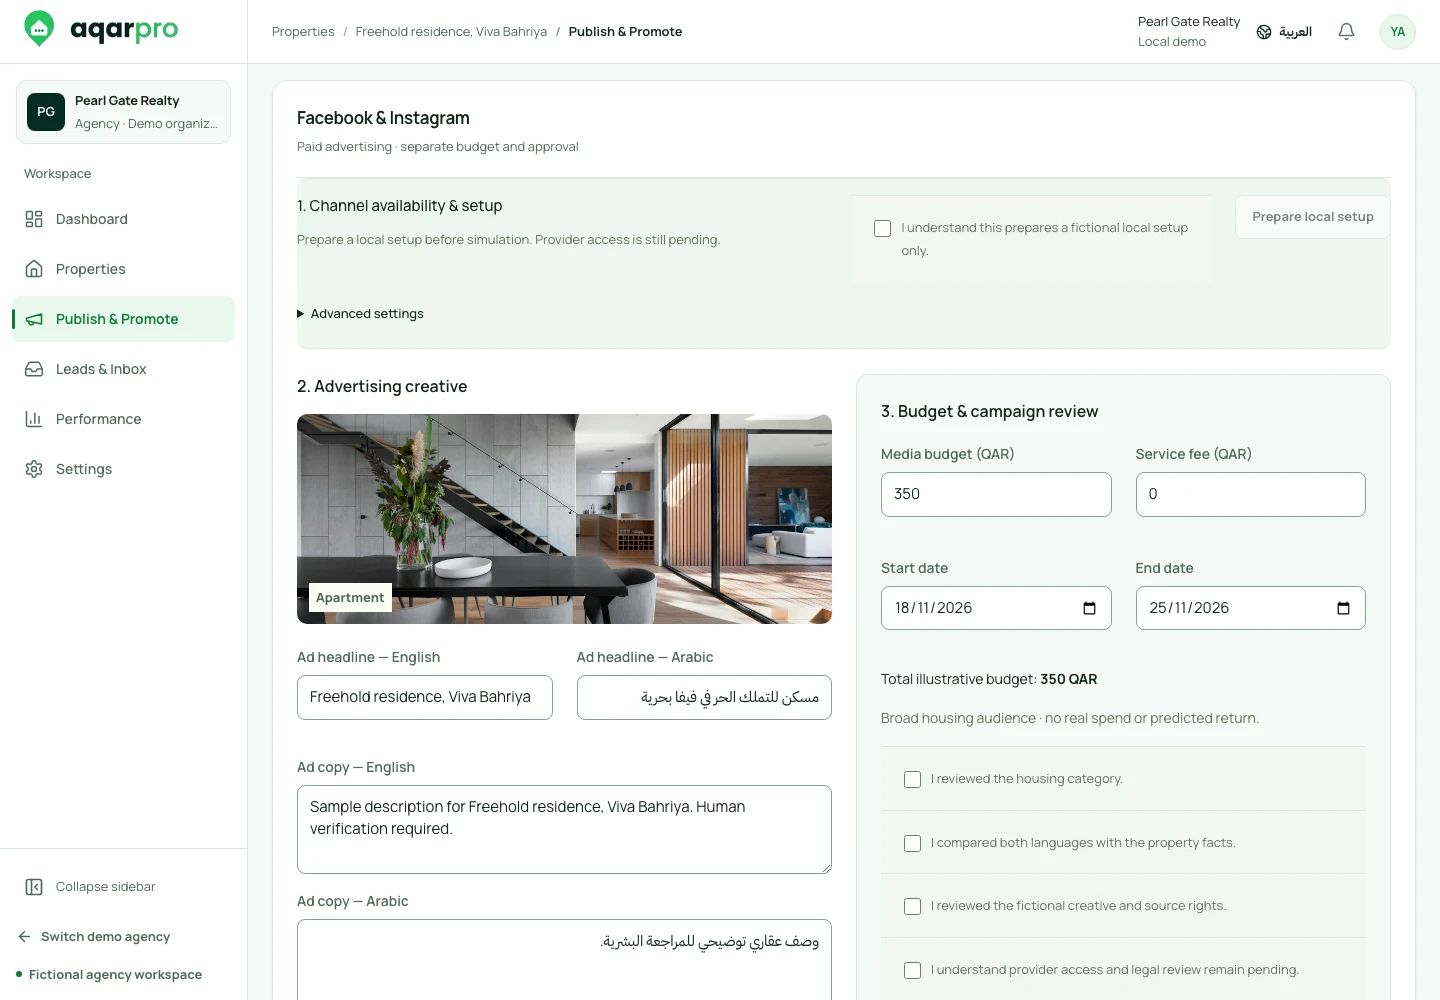 aqarpro
Properties / Freehold residence, Viva Bahriya / Publish & Promote
Pearl Gate Realty
Local demo
العربية
YA
PG
Pearl Gate Realty
Agency · Demo organiz...
Workspace
Dashboard
Properties
Publish & Promote
Leads & Inbox
Performance
Settings
Collapse sidebar
Switch demo agency
Fictional agency workspace
Facebook & Instagram
Paid advertising · separate budget and approval
1. Channel availability & setup
Prepare a local setup before simulation. Provider access is still pending.
I understand this prepares a fictional local setup
only.
Prepare local setup
Advanced settings
2. Advertising creative
Apartment
Ad headline — English
Ad headline — Arabic
Freehold residence, Viva Bahriya
مسكن للتملك الحر في فيفا بحرية
Ad copy — English
Sample description for Freehold residence, Viva Bahriya. Human
verification required.
Ad copy — Arabic
وصف عقاري توضيحي للمراجعة البشرية.
3. Budget & campaign review
Media budget (QAR)
Service fee (QAR)
350
0
Start date
End date
18/11/2026
25/11/2026
Total illustrative budget: 350 QAR
Broad housing audience · no real spend or predicted return.
I reviewed the housing category.
I compared both languages with the property facts.
I reviewed the fictional creative and source rights.
I understand provider access and legal review remain pending.